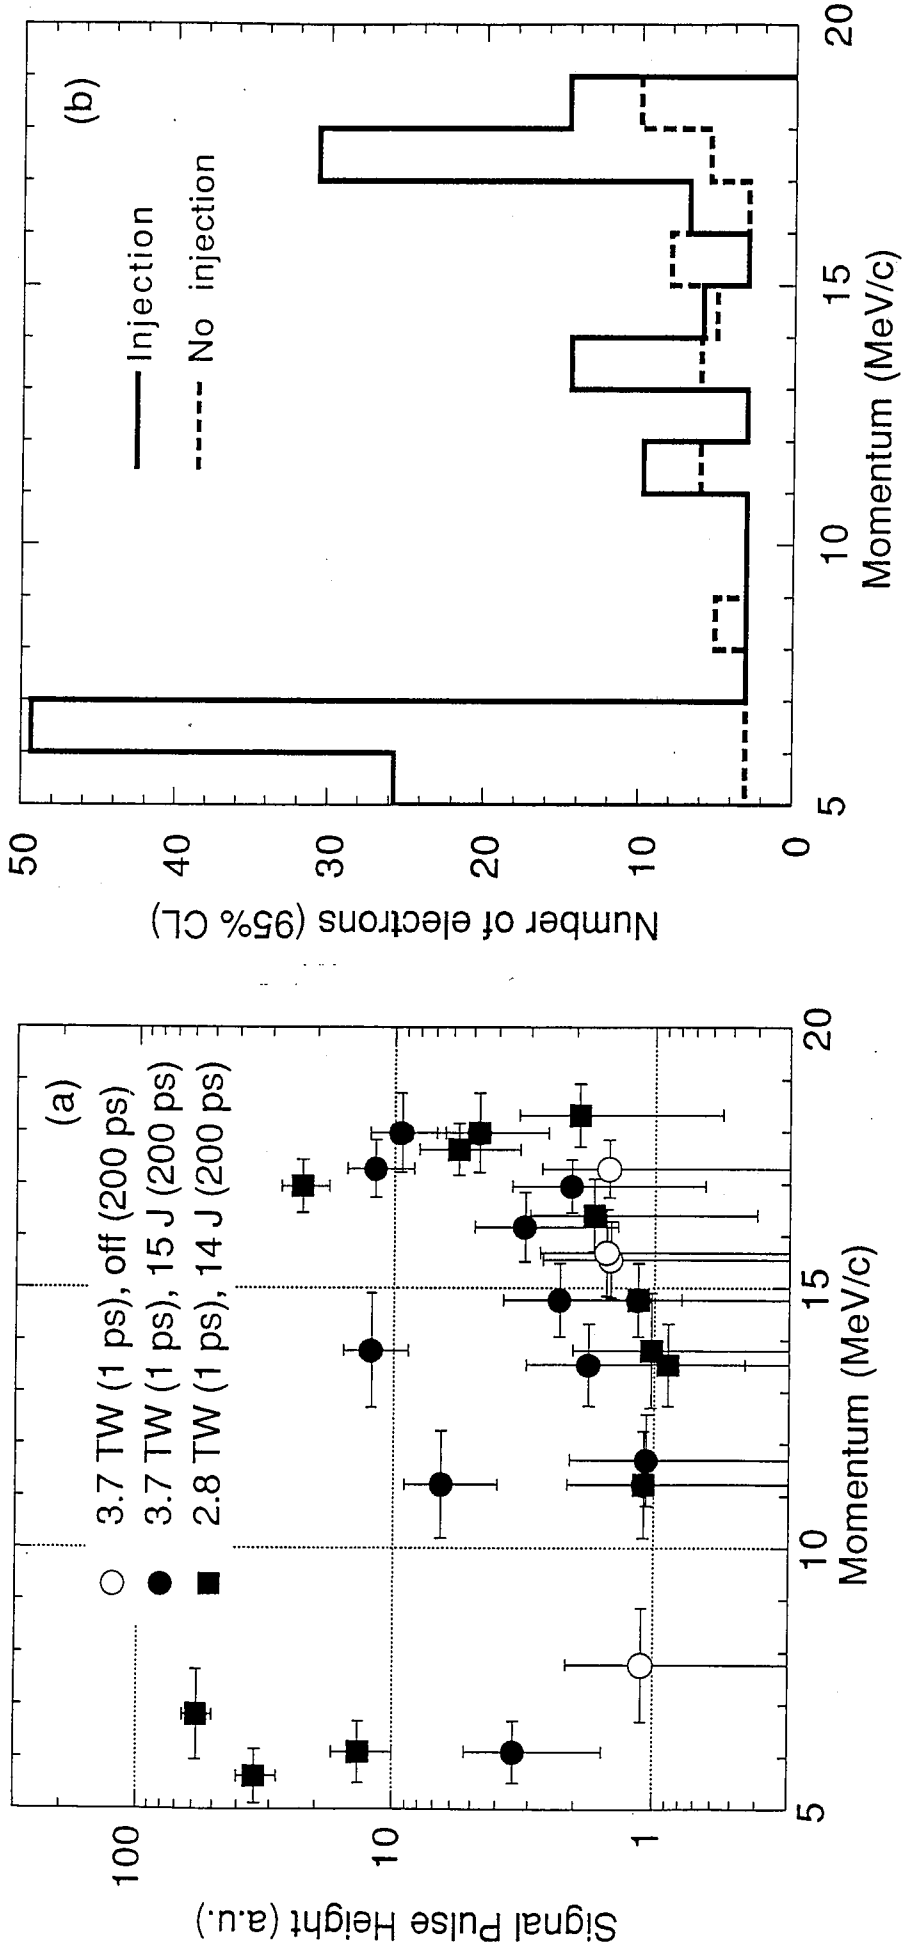 (a)
3.7 TW (1 ps), off (200 ps)
3.7 TW (1 ps), 15 J (200 ps)
2.8 TW (1 ps), 14 J (200 ps)
Signal Pulse Height (a.u.)
100
10
1
5
10
15
20
Momentum (MeV/c)
(b)
Injection
No injection
Number of electrons (95% CL)
50
40
30
20
10
0
5
10
15
20
Momentum (MeV/c)